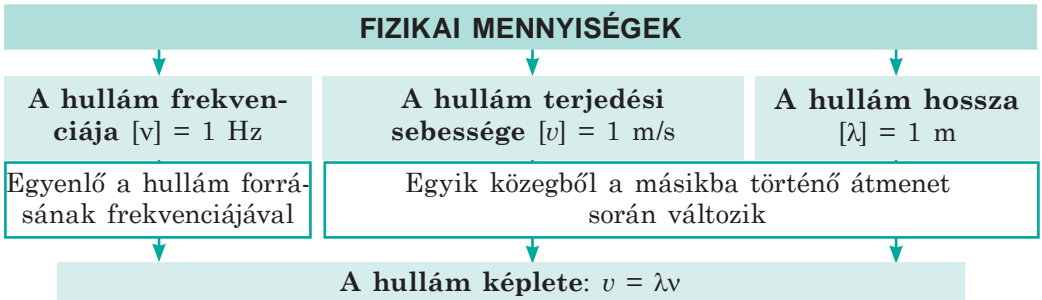 FIZIKAI MENNYISÉGEK
A hullám frekven-
ciája [v] = 1 Hz
A hullám terjedési
sebessége [v] = 1 m/s
A hullám hossza
[λ] = 1 m
Egyenlő a hullám forrá-
sának frekvenciájával
Egyik közegből a másikba történő átmenet
során változik
A hullám képlete: v = λν